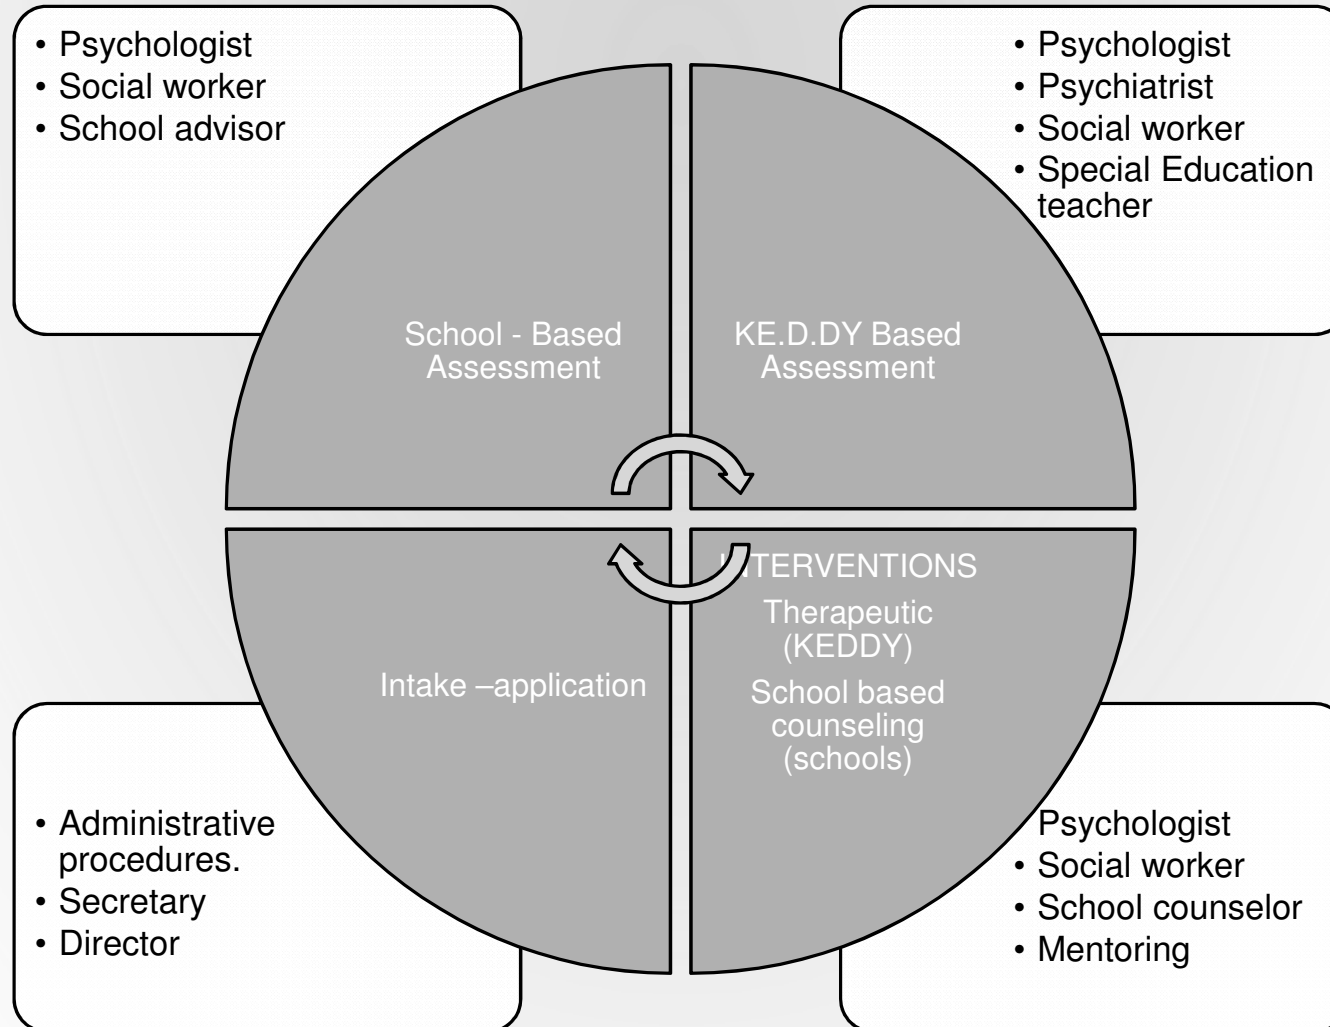 • Psychologist
• Social worker
• School advisor
• Psychologist
• Psychiatrist
• Social worker
• Special Education
teacher
School - Based
Assessment
KE.D.DY Based
Assessment
Intake –application
INTERVENTIONS
Therapeutic
(KEDDY)
School based
counseling
(schools)
• Administrative
procedures.
• Secretary
• Director
Psychologist
• Social worker
• School counselor
• Mentoring